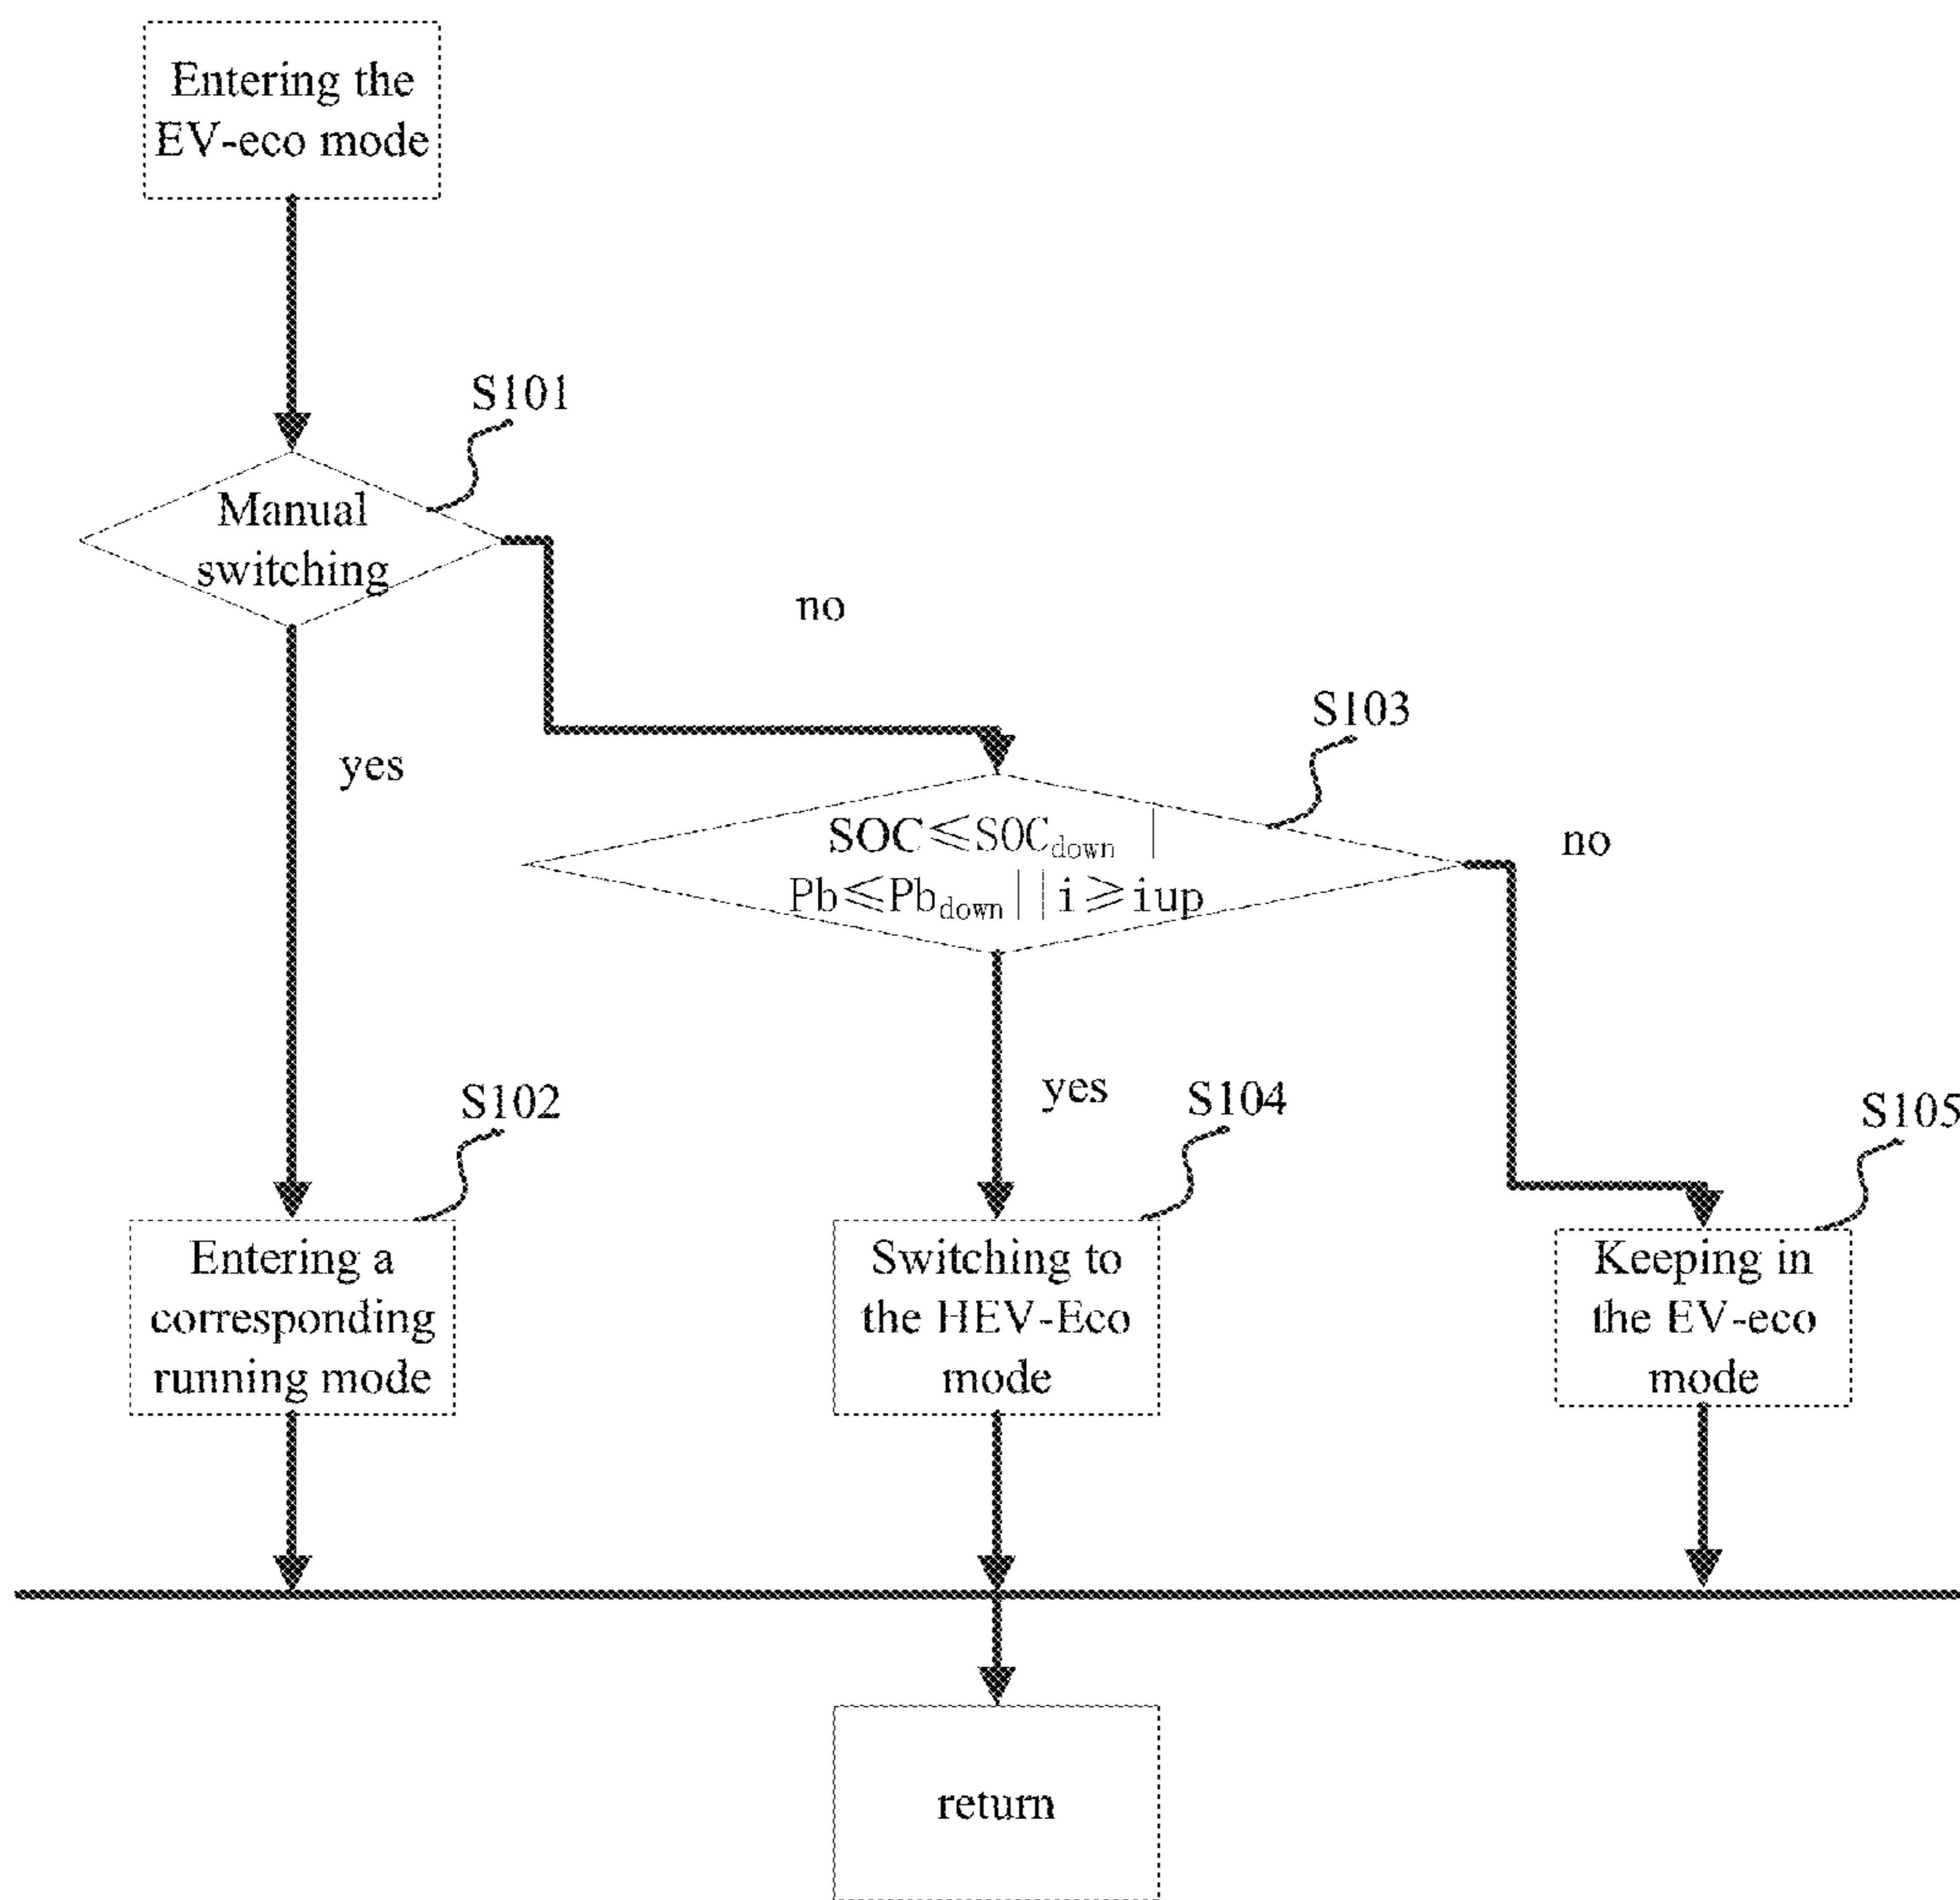 Entering the
EV-eco mode
S101
Manual
switching
no
yes
S103
SOC≤SOCdown |
Pb≤Pbdown||i≥iup
no
yes
S102
S104
S105
Entering a
corresponding
running mode
Switching to
the HEV-Eco
mode
Keeping in
the EV-eco
mode
return